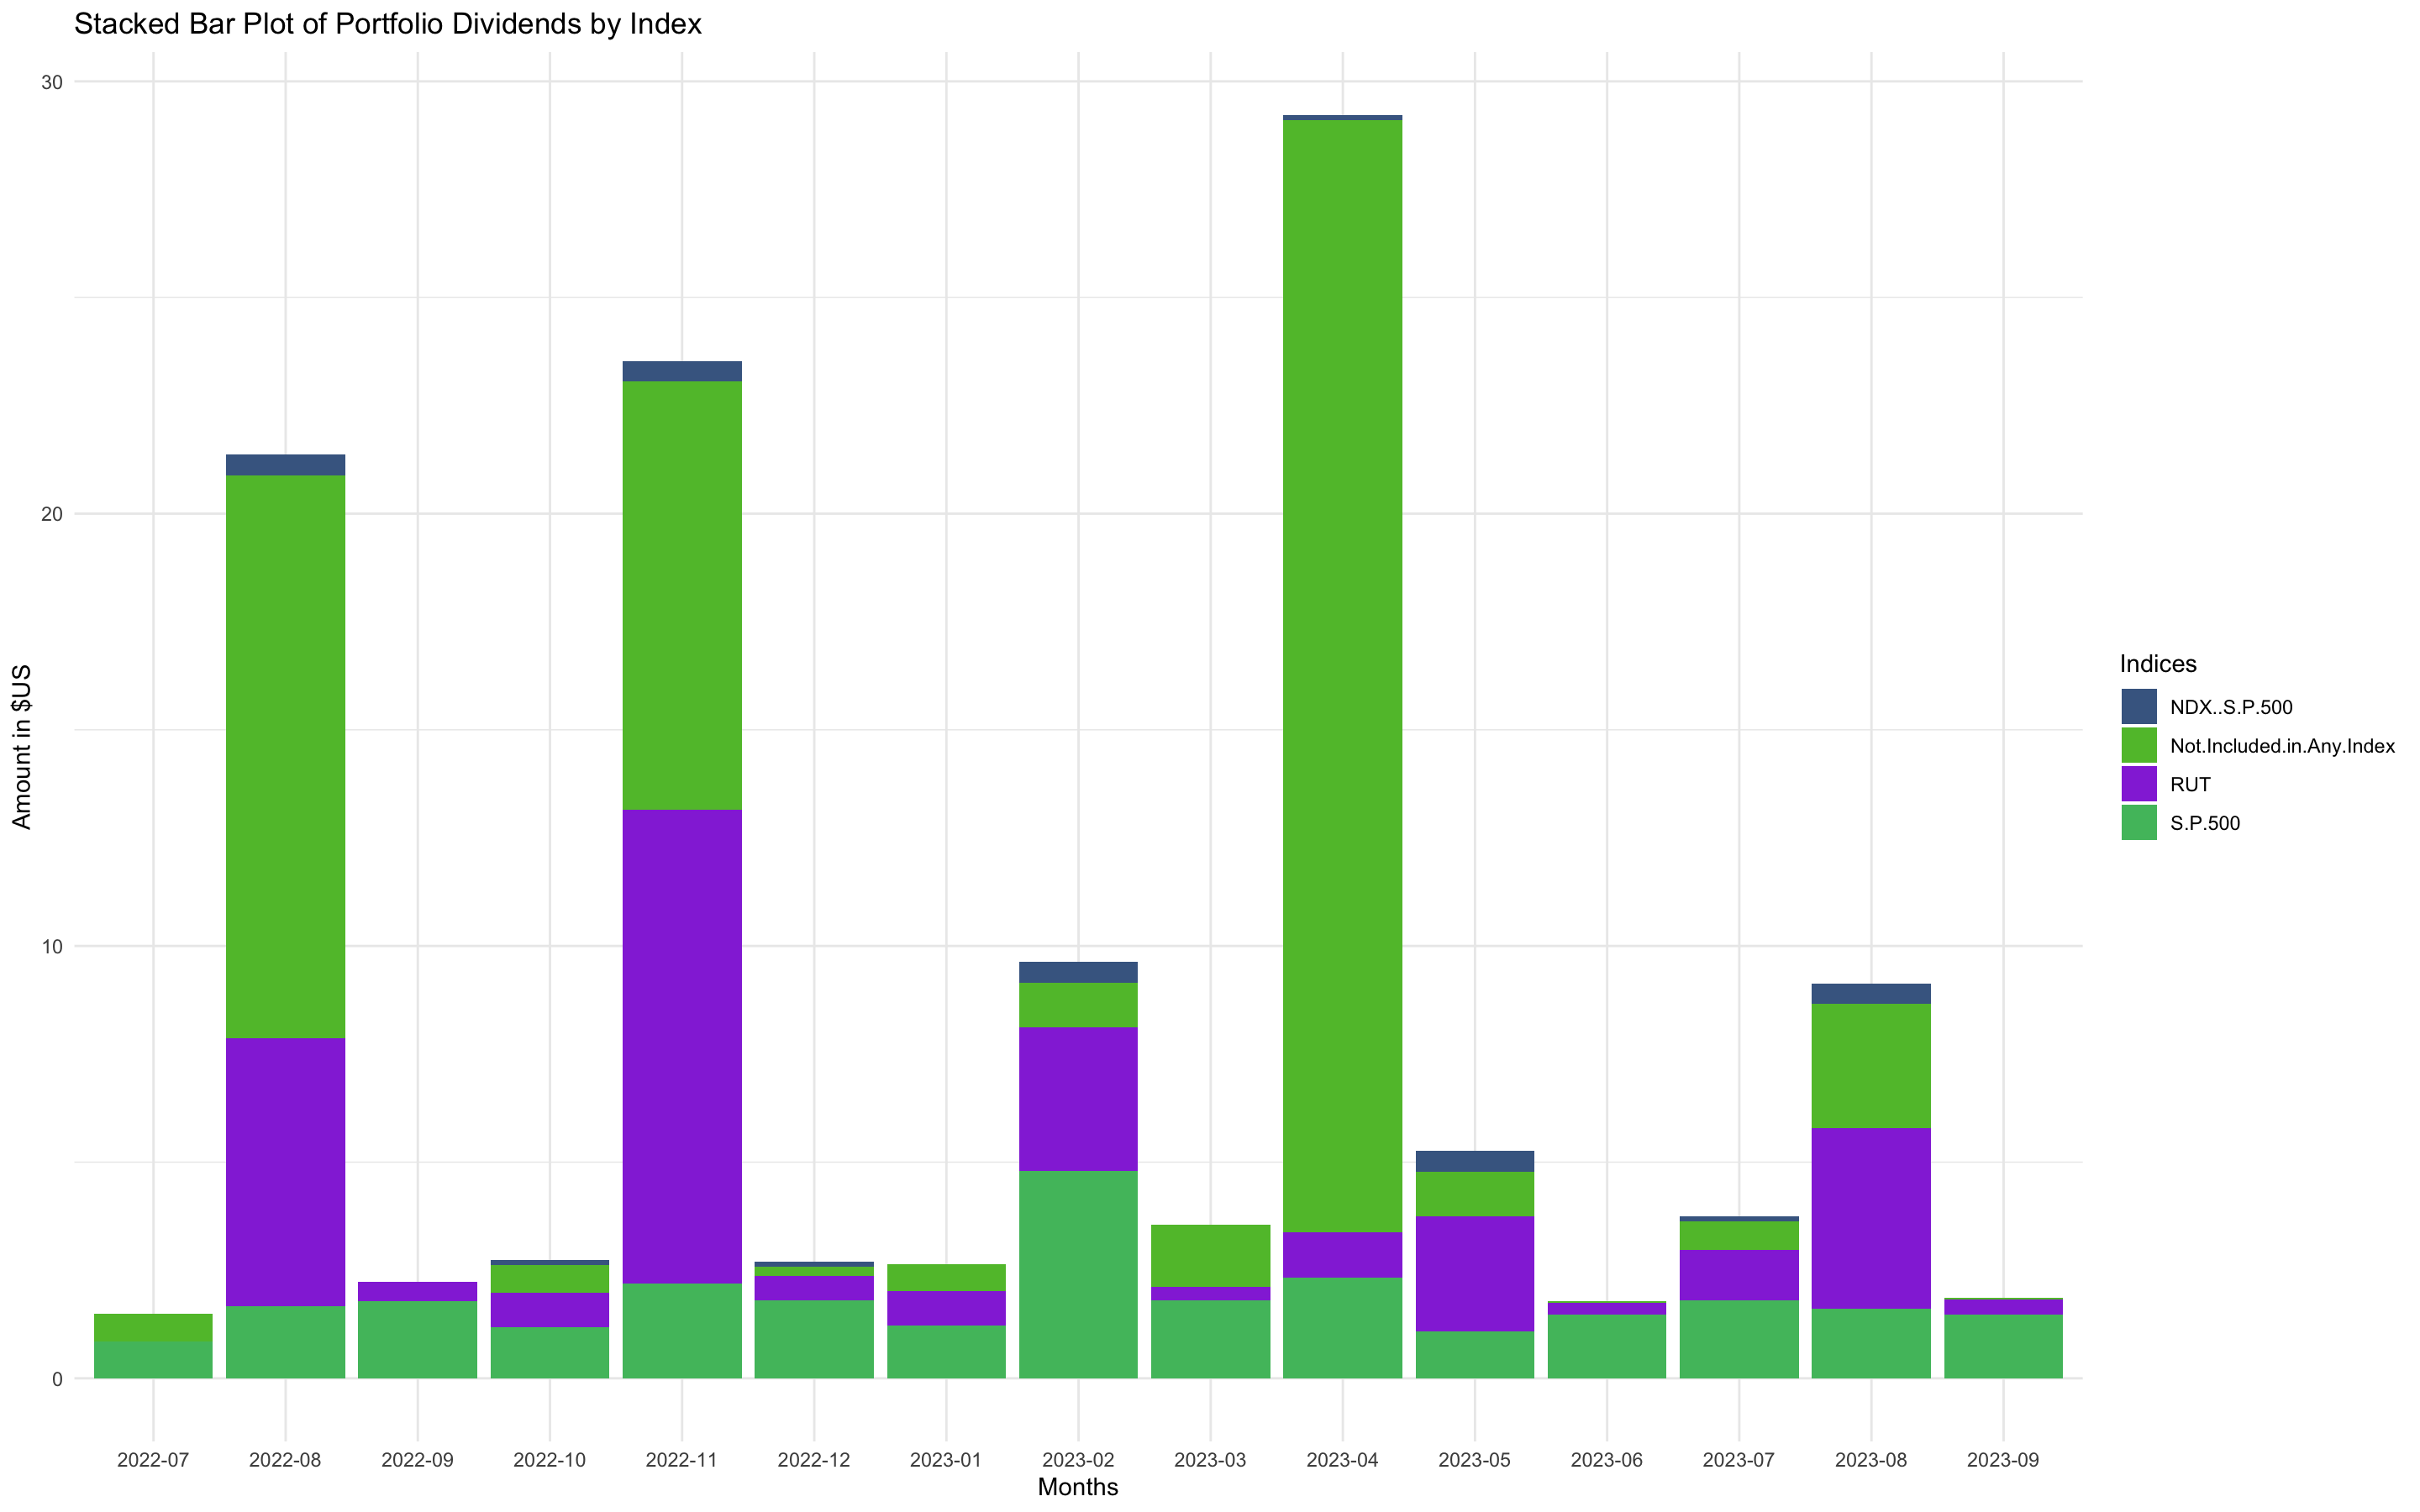 Stacked Bar Plot of Portfolio Dividends by Index
30
20
10
0
Amount in $US
2022-07 2022-08 2022-09 2022-10 2022-11 2022-12 2023-01 2023-02 2023-03 2023-04 2023-05 2023-06 2023-07 2023-08 2023-09
Months
Indices
NDX..S.P.500
Not.Included.in.Any.Index
RUT
S.P.500